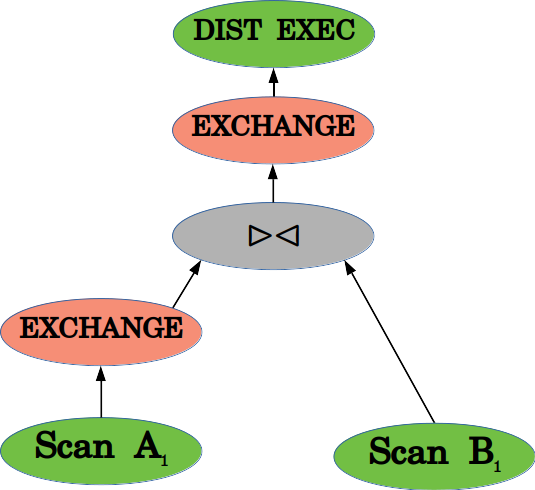 DIST EXEC
EXCHANGE
▷◁
EXCHANGE
Scan A₁
Scan B₁